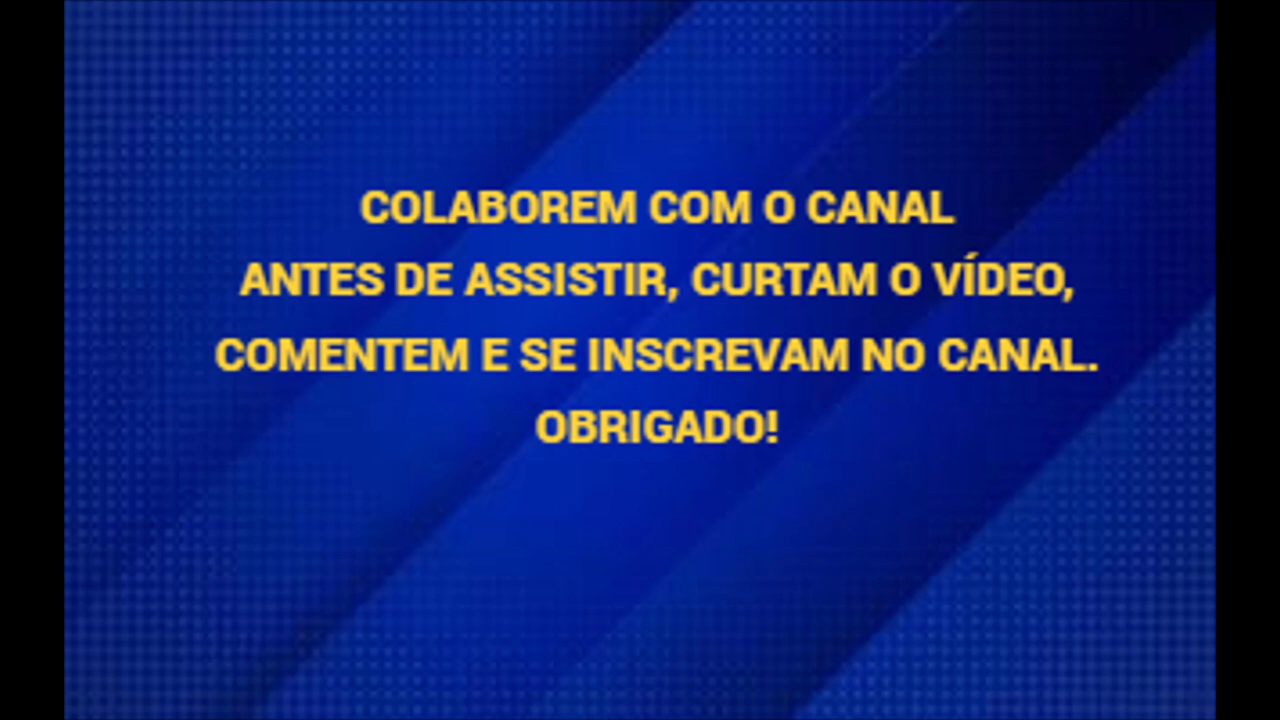 COLABOREM COM O CANAL
ANTES DE ASSISTIR, CURTAM O VÍDEO,
COMENTEM E SE INSCREVAM NO CANAL.
OBRIGADO!